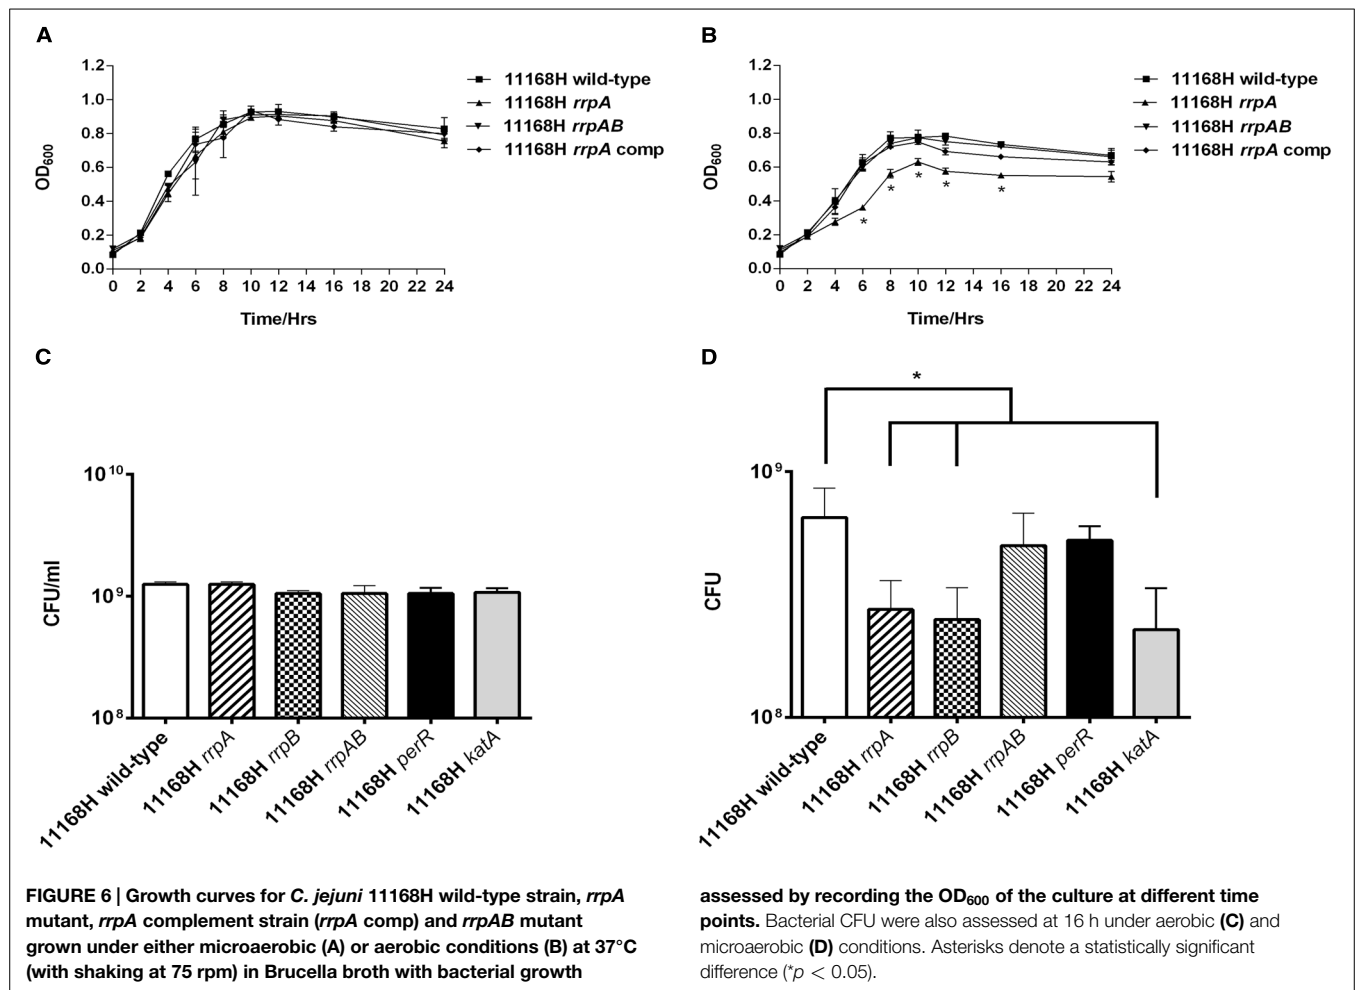 A
1.2
1.0
0.8
0.6
0.4
0.2
0.0
OD600
0 2 4 6 8 10 12 14 16 18 20 22 24
Time/Hrs
11168H wild-type
11168H rrpA
11168H rrpAB
11168H rrpA comp
B
1.2
1.0
0.8
0.6
0.4
0.2
0.0
OD600
* * * * *
0 2 4 6 8 10 12 14 16 18 20 22 24
Time/Hrs
11168H wild-type
11168H rrpA
11168H rrpAB
11168H rrpA comp
C
10^10
10^9
10^8
CFU/ml
11168H wild-type
11168H rrpA
11168H rrpB
11168H rrpAB
11168H perR
11168H katA
D
*
10^9
10^8
CFU
11168H wild-type
11168H rrpA
11168H rrpB
11168H rrpAB
11168H perR
11168H katA
FIGURE 6 | Growth curves for C. jejuni 11168H wild-type strain, rrpA
mutant, rrpA complement strain (rrpA comp) and rrpAB mutant
grown under either microaerobic (A) or aerobic conditions (B) at 37°C
(with shaking at 75 rpm) in Brucella broth with bacterial growth
assessed by recording the OD600 of the culture at different time
points. Bacterial CFU were also assessed at 16 h under aerobic (C) and
microaerobic (D) conditions. Asterisks denote a statistically significant
difference (*p < 0.05).